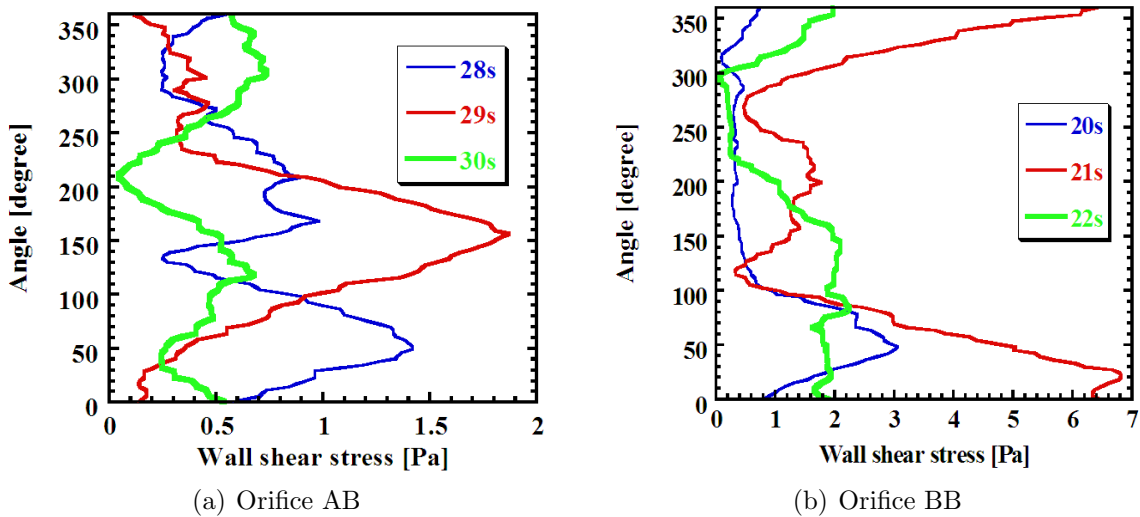 350
300
250
200
150
100
50
0
Angle [degree]
28s
29s
30s
0 0.5 1 1.5 2
Wall shear stress [Pa]
(a) Orifice AB
350
300
250
200
150
100
50
0
Angle [degree]
20s
21s
22s
0 1 2 3 4 5 6 7
Wall shear stress [Pa]
(b) Orifice BB